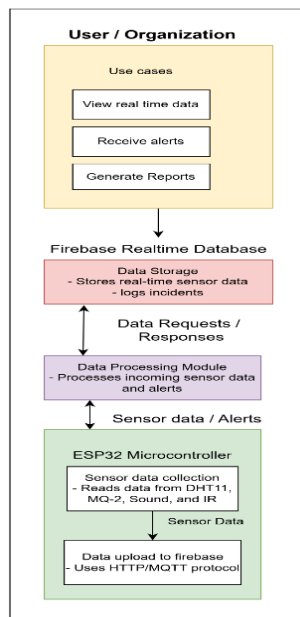 User / Organization
Use cases
View real time data
Receive alerts
Generate Reports
Firebase Realtime Database
Data Storage
- Stores real-time sensor data
- logs incidents
Data Requests /
Responses
Data Processing Module
- Processes incoming sensor data
and alerts
Sensor data / Alerts
ESP32 Microcontroller
Sensor data collection
- Reads data from DHT11,
MQ-2, Sound, and IR
Sensor Data
Data upload to firebase
- Uses HTTP/MQTT protocol